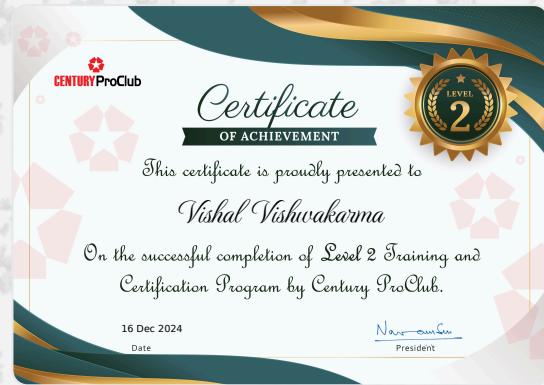 CENTURY ProClub
LEVEL
2
Certificate
OF ACHIEVEMENT
This certificate is proudly presented to
Vishal Vishwakarma
On the successful completion of Level 2 Training and
Certification Program by Century ProClub.
16 Dec 2024
Date
President